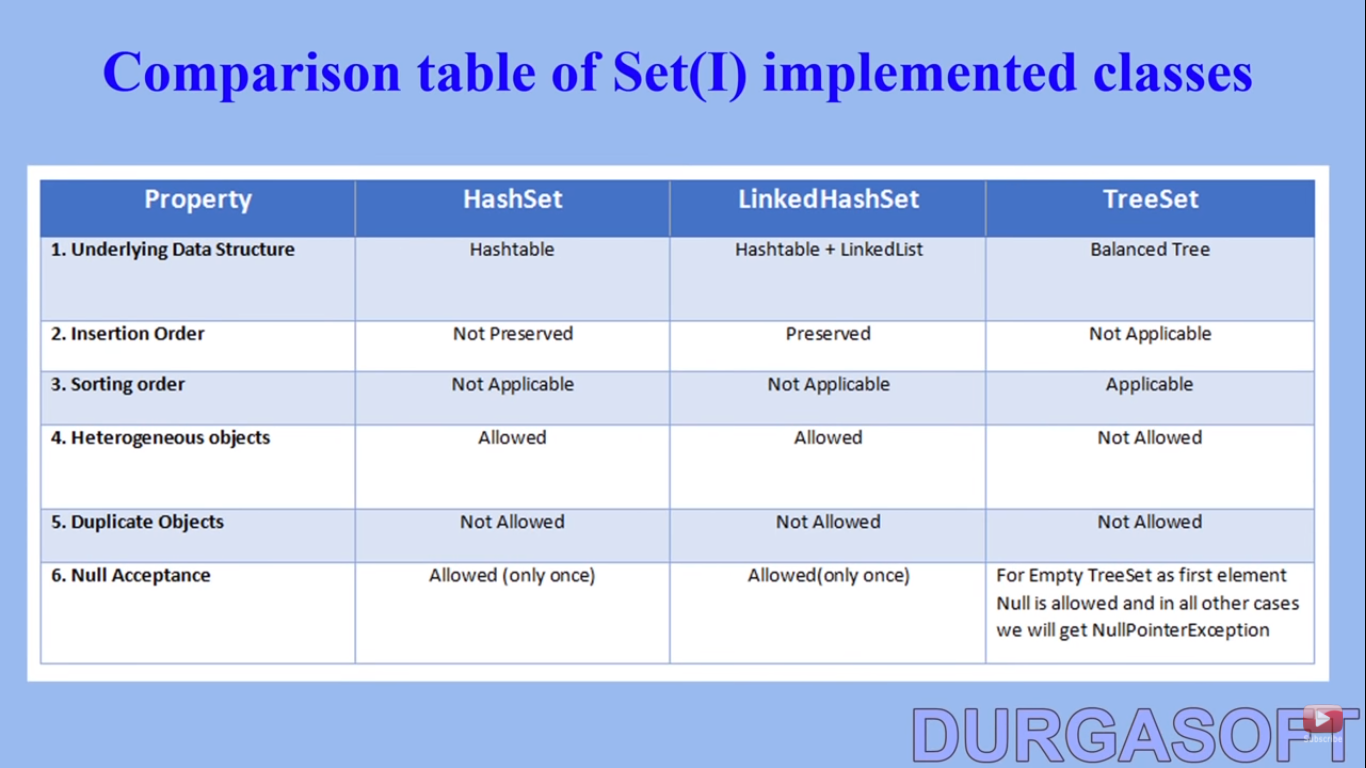 Comparison table of Set(I) implemented classes
Property HashSet LinkedHashSet TreeSet
1. Underlying Data Structure Hashtable Hashtable + LinkedList Balanced Tree
2. Insertion Order Not Preserved Preserved Not Applicable
3. Sorting order Not Applicable Not Applicable Applicable
4. Heterogeneous objects Allowed Allowed Not Allowed
5. Duplicate Objects Not Allowed Not Allowed Not Allowed
6. Null Acceptance Allowed (only once) Allowed(only once) For Empty TreeSet as first element
Null is allowed and in all other cases
we will get NullPointerException
DURGASOFT
Subscribe